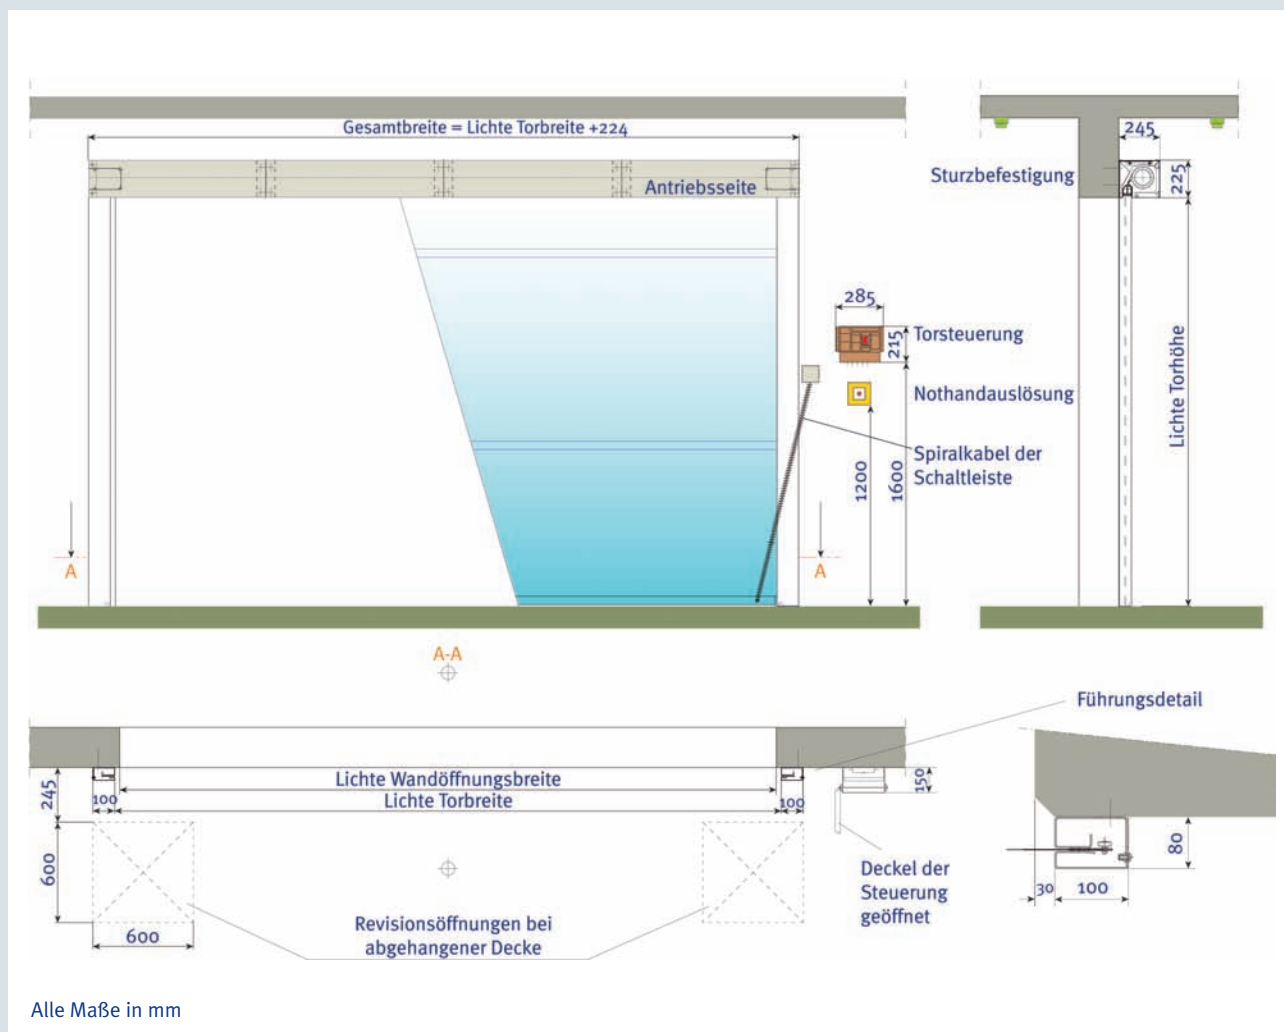 Gesamtbreite = Lichte Torbreite +224
Antriebsseite
285
215
Torsteuerung
Nothandauslösung
Spiralkabel der
Schaltleiste
1200
1600
A
A
245
Sturzbefestigung
225
Lichte Torhöhe
A-A
Führungsdetail
Lichte Wandöffnungsbreite
Lichte Torbreite
245
100
100
150
600
600
Revisionsöffnungen bei
abgehangener Decke
Deckel der
Steuerung
geöffnet
80
30
100
Alle Maße in mm